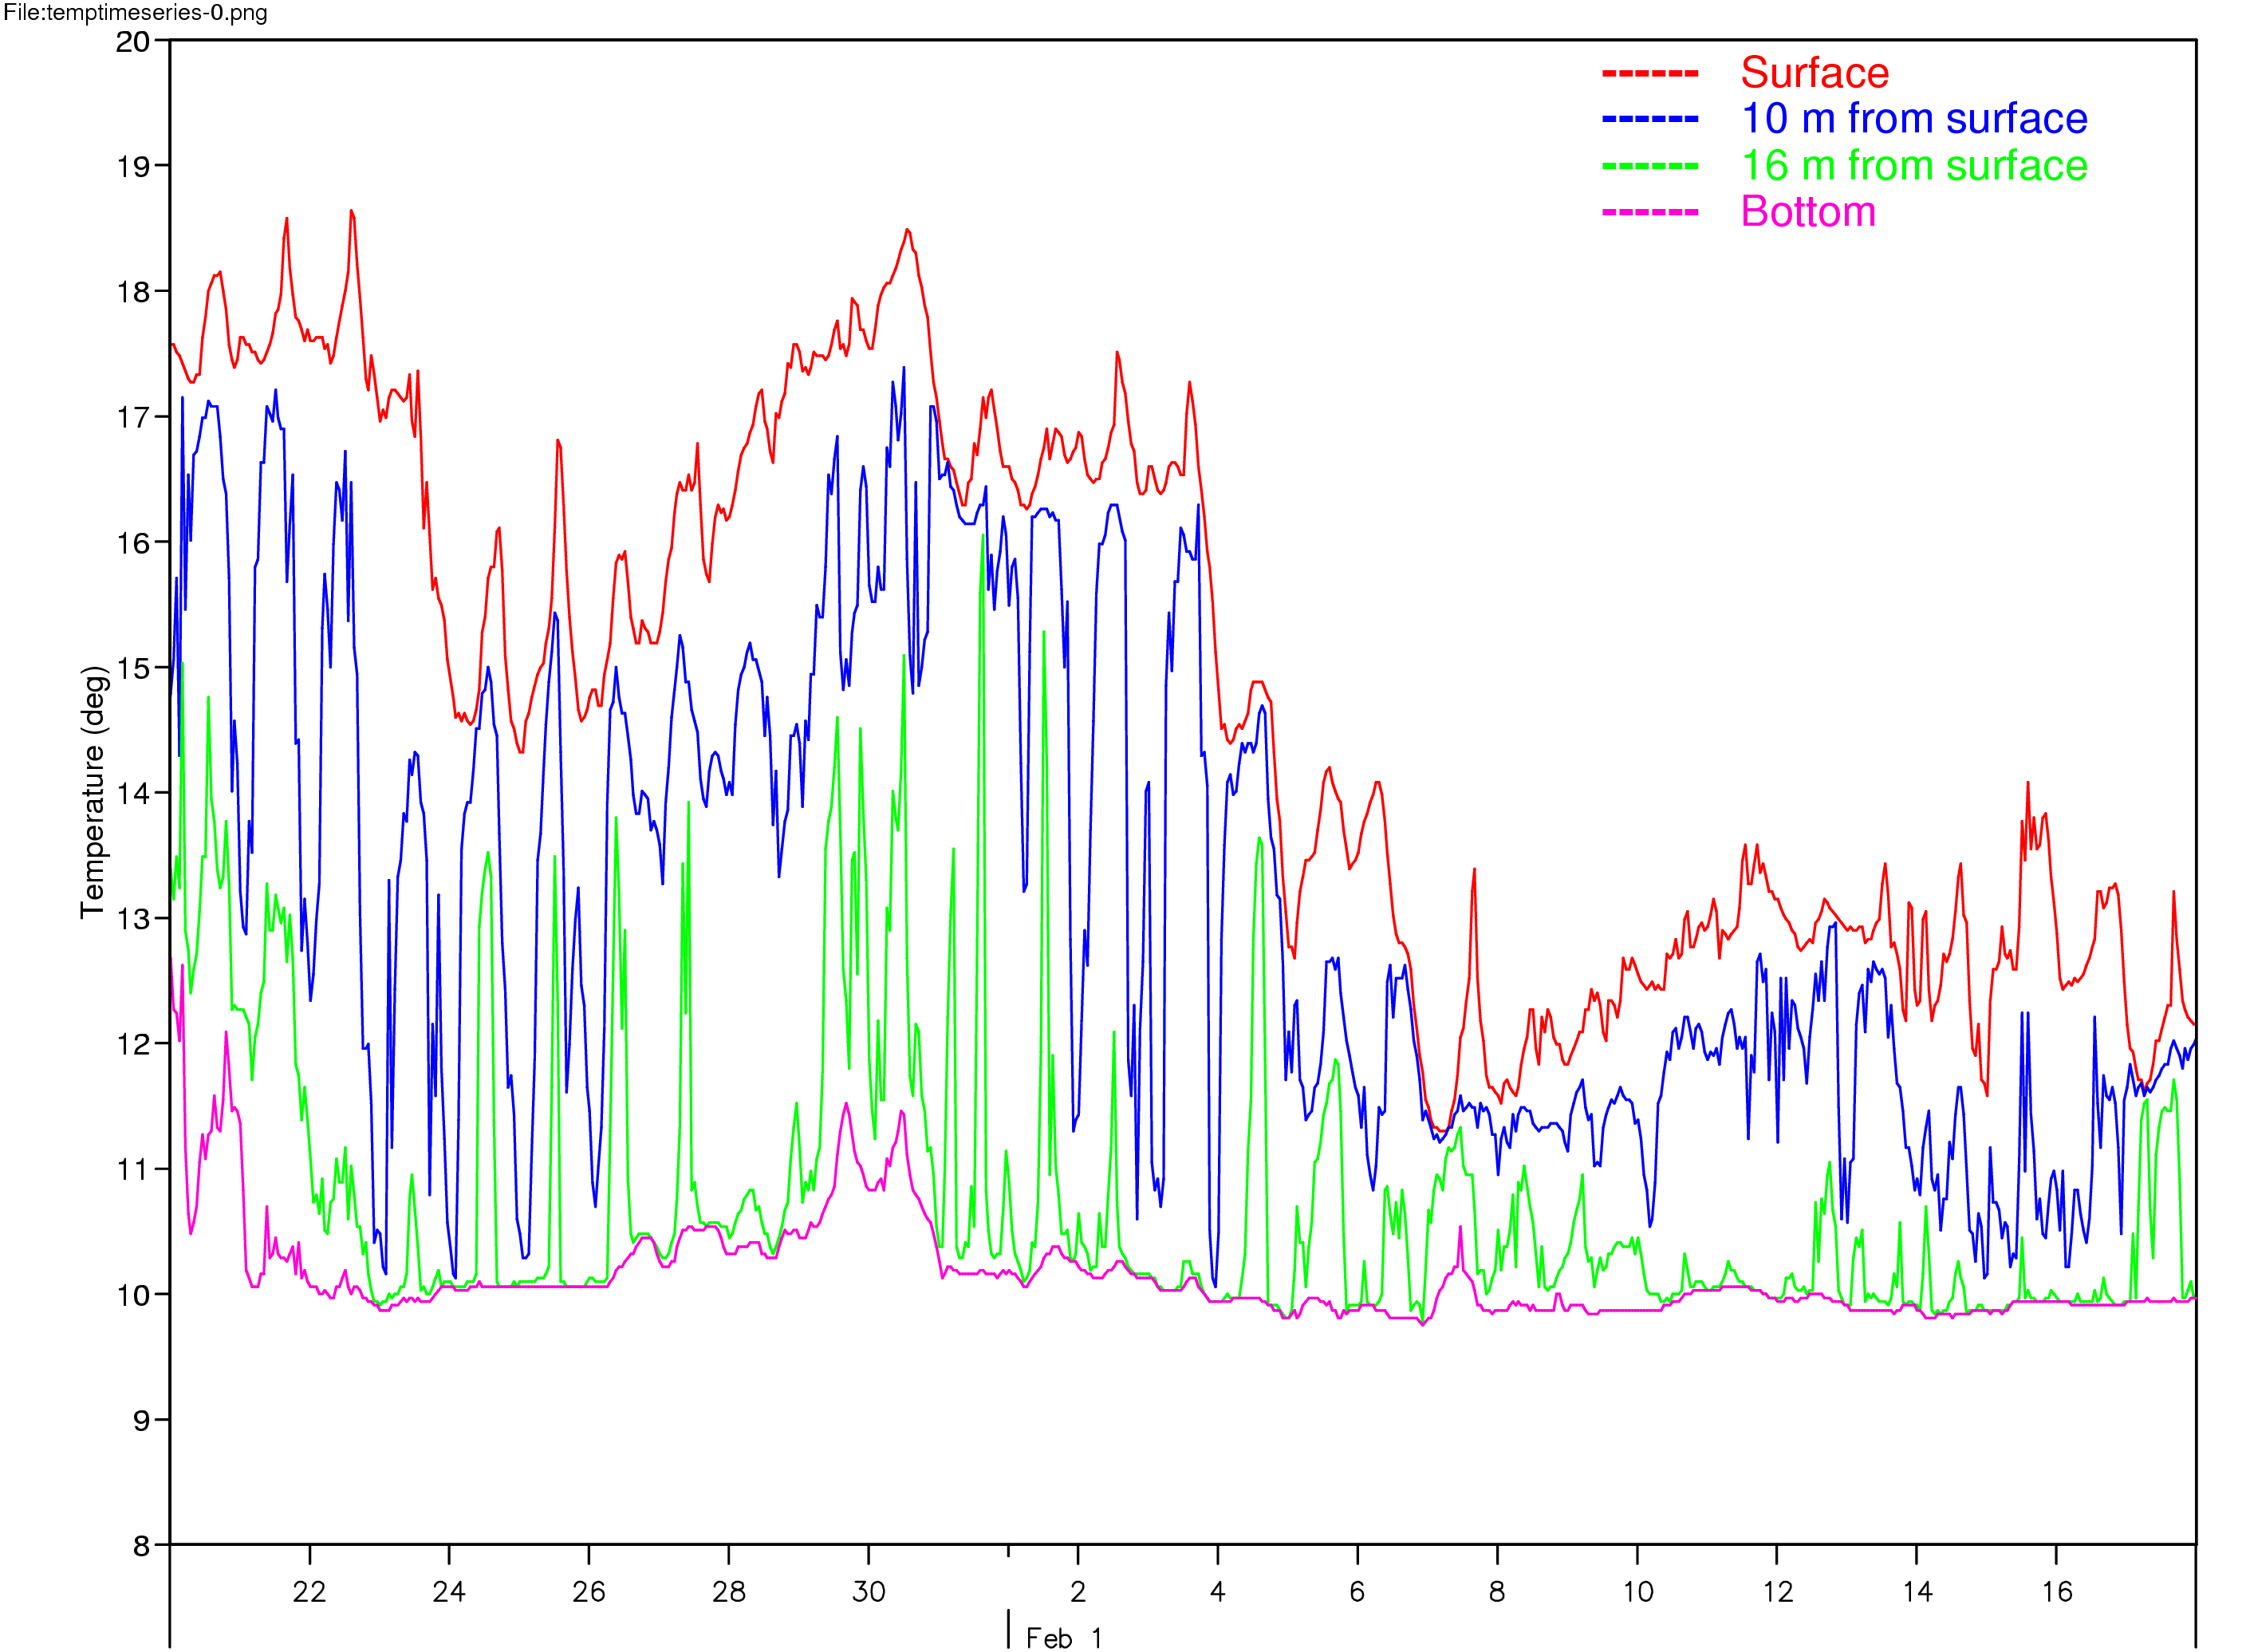 File:temptimeseries-0.png
20
19
18
17
16
15
14
13
12
11
10
9
8
Temperature (deg)
Surface
10 m from surface
16 m from surface
Bottom
22 24 26 28 30 2 4 6 8 10 12 14 16
Feb 1